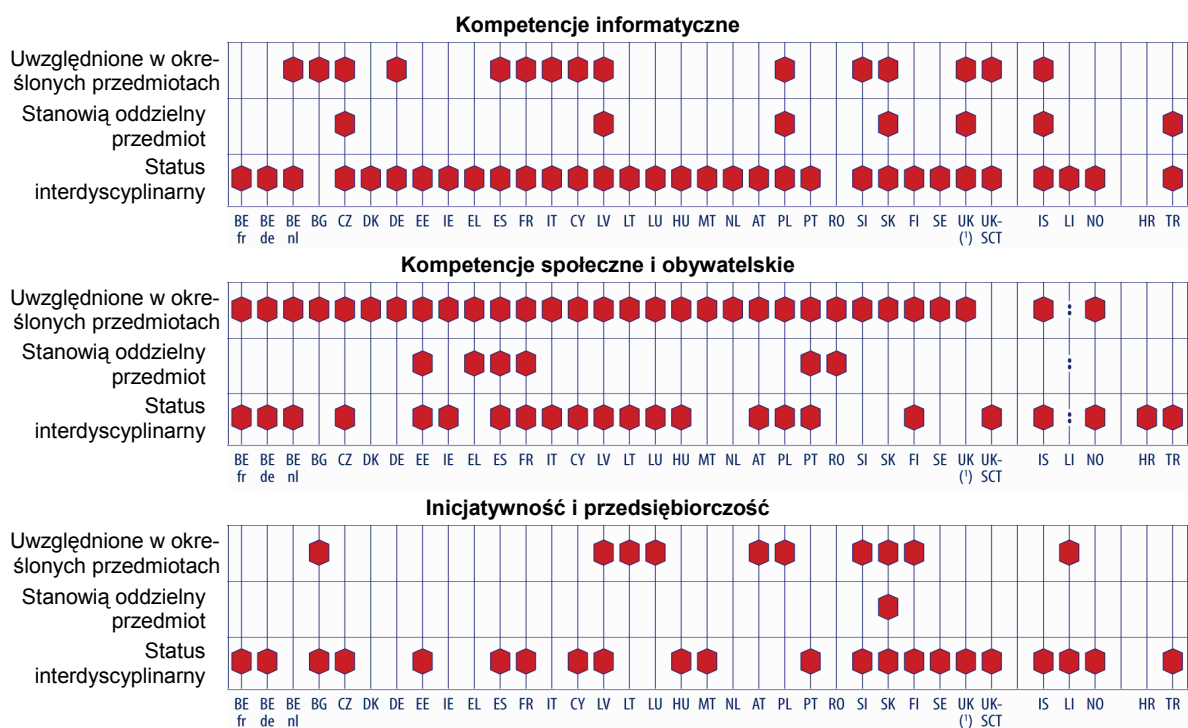 Kompetencje informatyczne
Uwzględnione w okre-
ślonych przedmiotach
Stanowią oddzielny
przedmiot
Status
interdyscyplinarny
BE BE BE BG CZ DK DE EE IE EL ES FR IT CY LV LT LU HU MT NL AT PL PT RO SI SK FI SE UK UK- IS LI NO HR TR
fr de nl (¹) SCT
Kompetencje społeczne i obywatelskie
Uwzględnione w okre-
ślonych przedmiotach
Stanowią oddzielny
przedmiot
Status
interdyscyplinarny
BE BE BE BG CZ DK DE EE IE EL ES FR IT CY LV LT LU HU MT NL AT PL PT RO SI SK FI SE UK UK- IS LI NO HR TR
fr de nl (¹) SCT
Inicjatywność i przedsiębiorczość
Uwzględnione w okre-
ślonych przedmiotach
Stanowią oddzielny
przedmiot
Status
interdyscyplinarny
BE BE BE BG CZ DK DE EE IE EL ES FR IT CY LV LT LU HU MT NL AT PL PT RO SI SK FI SE UK UK- IS LI NO HR TR
fr de nl (¹) SCT